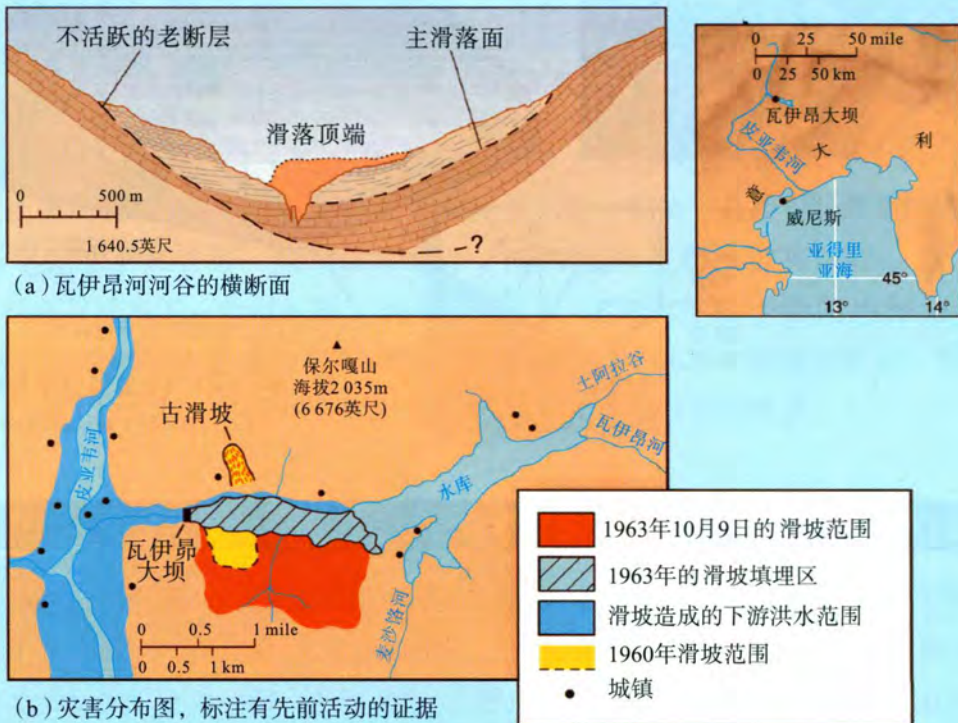 不活跃的老断层
主滑落面
滑落顶端
0 500 m
1 640.5英尺
?
(a)瓦伊昂河河谷的横断面
0 25 50 mile
0 25 50 km
瓦伊昂大坝
皮亚韦河
意 大 利
威尼斯
亚得里
亚海
45°
13°
14°
保尔嘎山
海拔2 035m
(6 676英尺)
古滑坡
土阿拉谷
瓦伊昂河
水库
皮亚韦河
瓦伊昂
大坝
麦沙铬河
0 0.5 1 mile
0 0.5 1 km
1963年10月9日的滑坡范围
1963年的滑坡填埋区
滑坡造成的下游洪水范围
1960年滑坡范围
城镇
(b)灾害分布图，标注有先前活动的证据